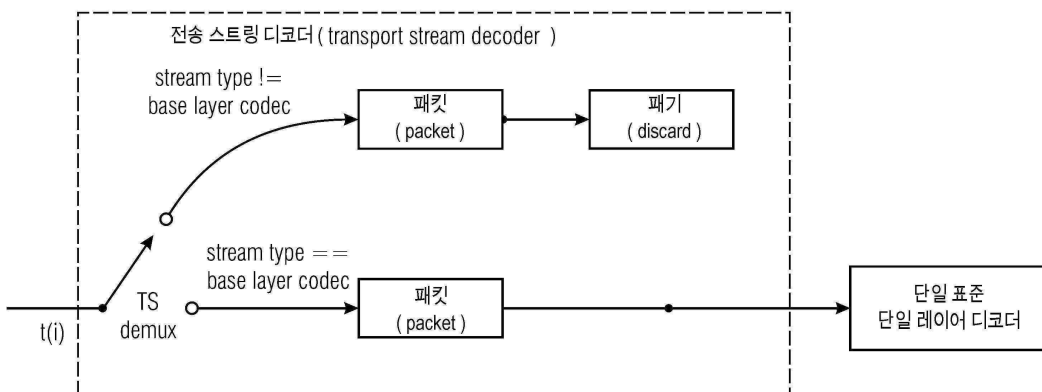 전송 스트링 디코더 ( transport stream decoder )
stream type !=
base layer codec
패킷
( packet )
패기
( discard )
stream type ==
base layer codec
패킷
( packet )
TS
demux
t(i)
단일 표준
단일 레이어 디코더